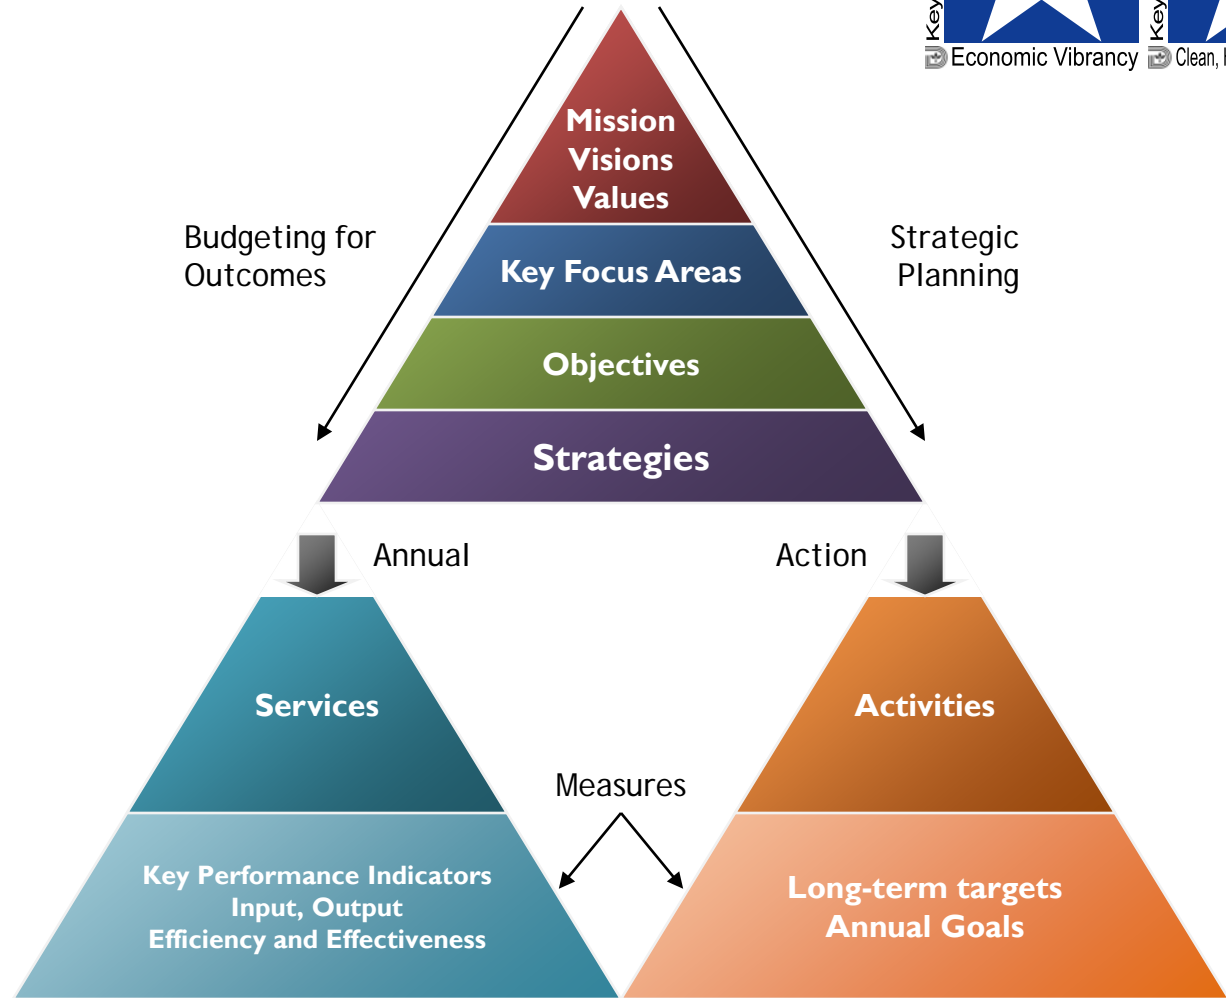 Key
Key
Economic Vibrancy
Clean,
Mission
Visions
Values
Budgeting for
Outcomes
Strategic
Planning
Key Focus Areas
Objectives
Strategies
Annual
Action
Services
Activities
Measures
Key Performance Indicators
Input, Output
Efficiency and Effectiveness
Long-term targets
Annual Goals